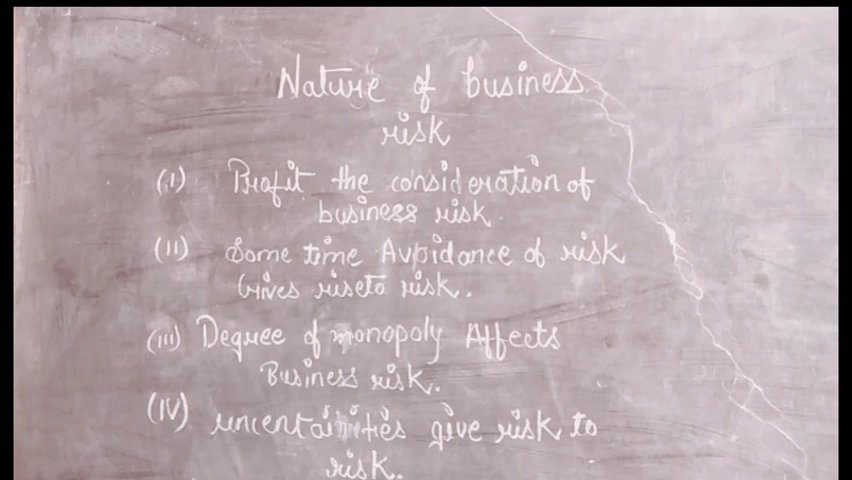 Nature of business
risk
(I) Profit the consideration of
business risk.
(II) Some time Avoidance of risk
Gives rise to risk.
(III) Degree of monopoly Affects
Business risk.
(IV) uncentainities give risk to
risk.